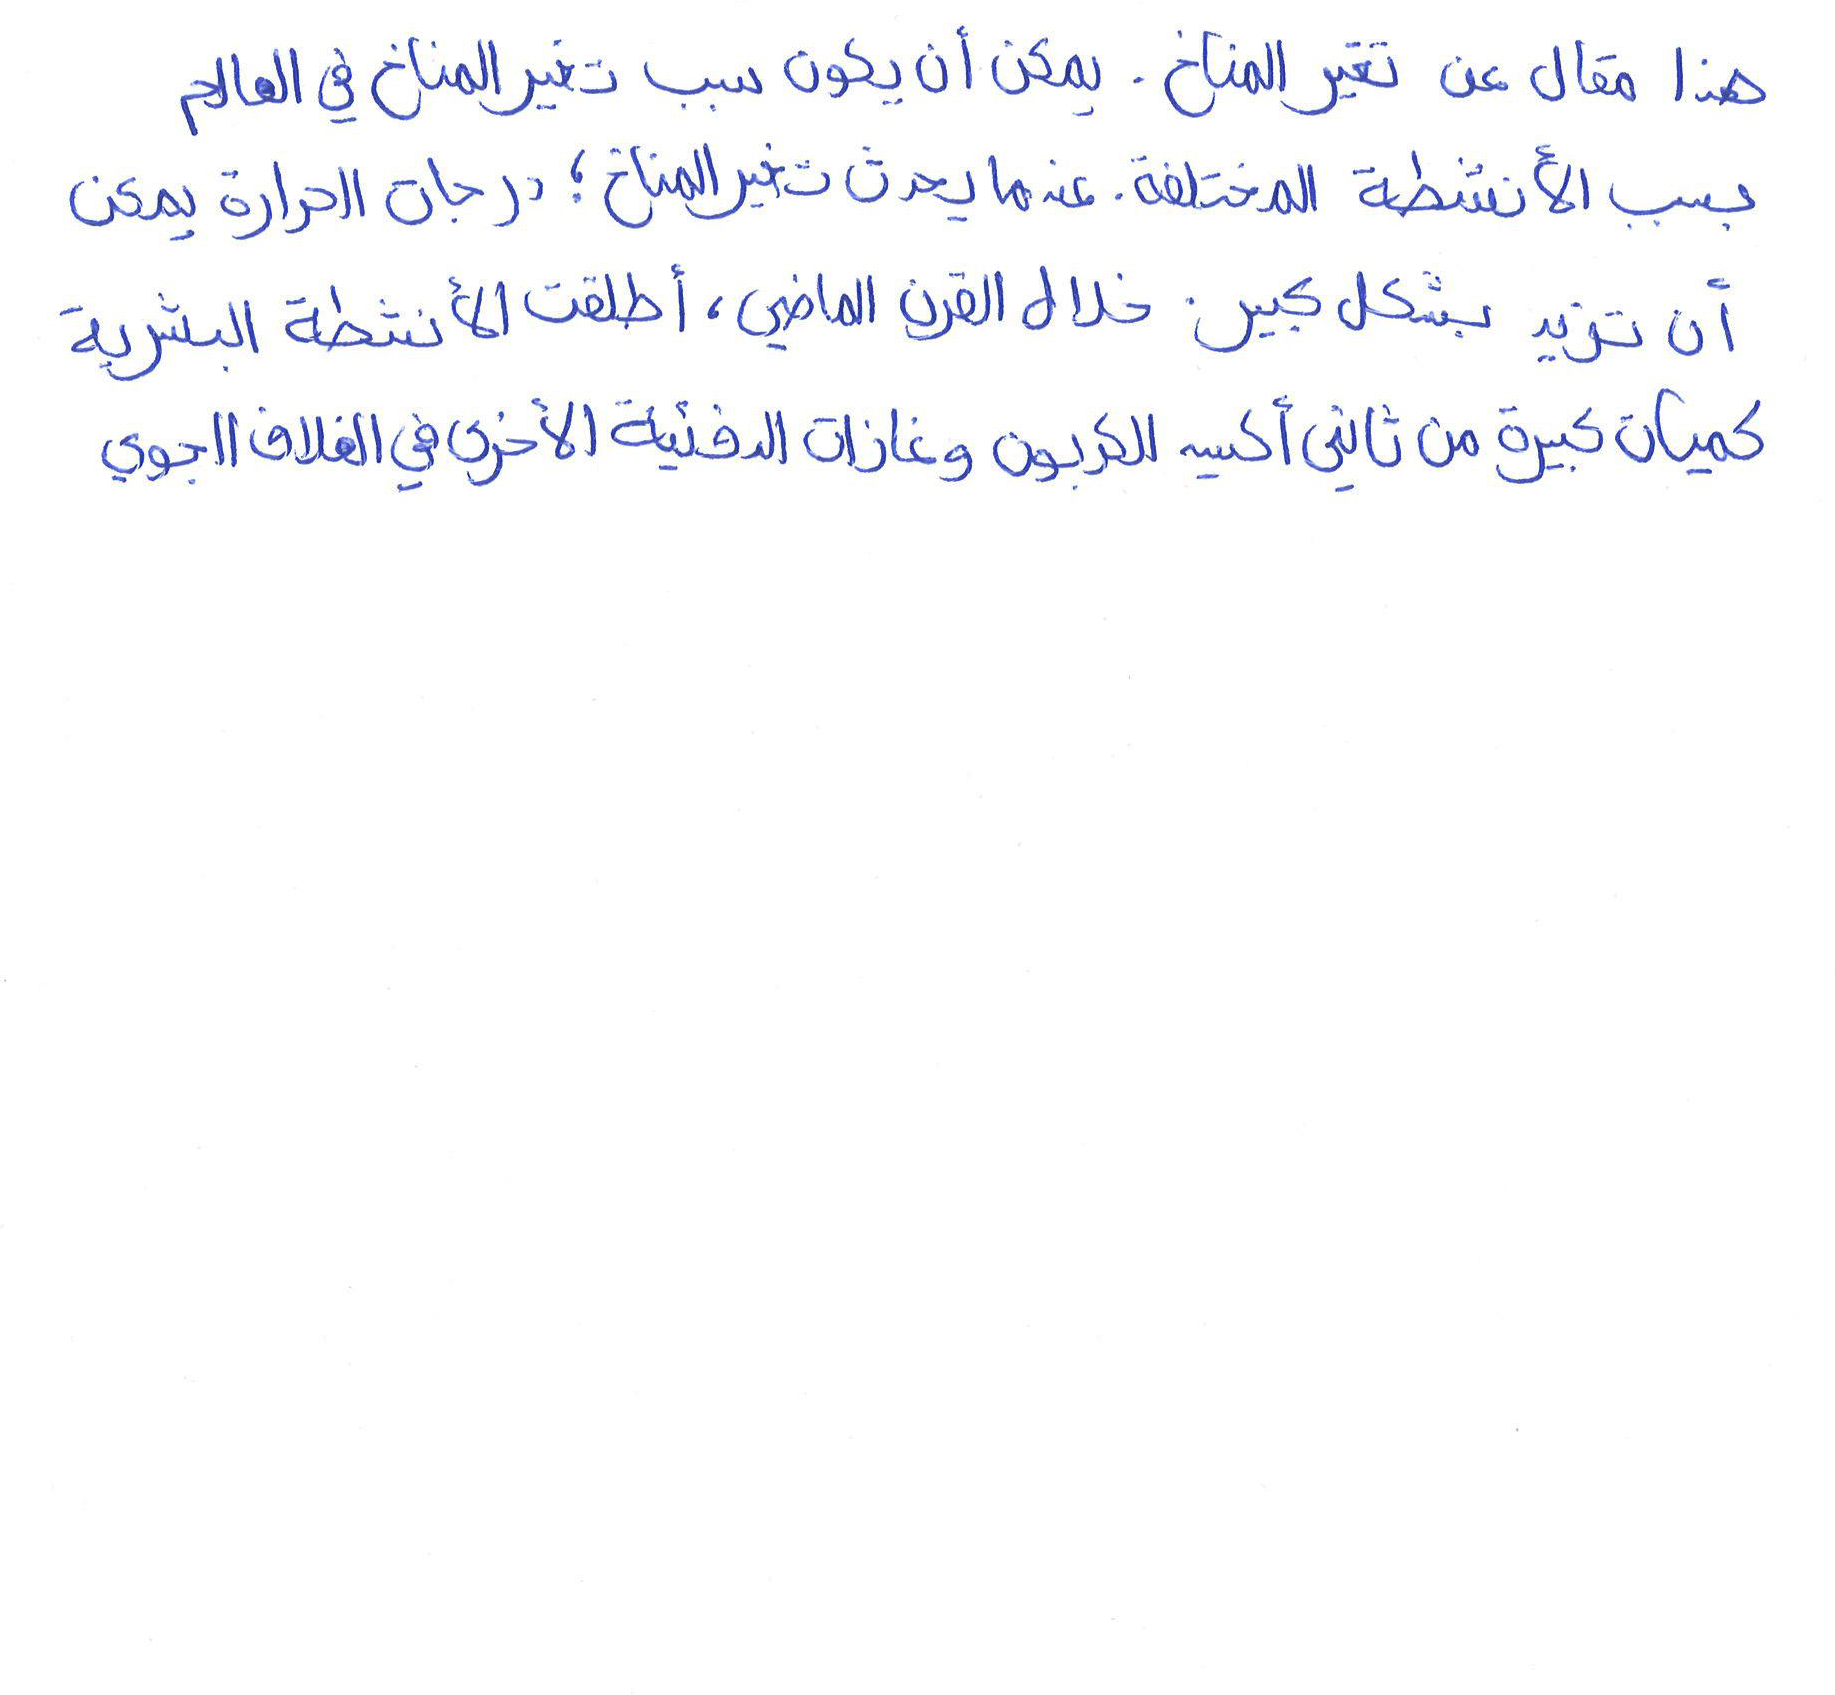 هذا مقال عن تغير المناخ. يمكن أن يكون سبب تغير المناخ في العالم
بسبب الأنشطة المختلفة. عندما يحدث تغير المناخ؛ درجات الحرارة يمكن
أن تزيد بشكل كبير. خلال القرن الماضي، أطلقت الأنشطة البشرية
كميات كبيرة من ثاني أكسيد الكربون وغازات الدفئية الأخرى في الغلاف الجوي